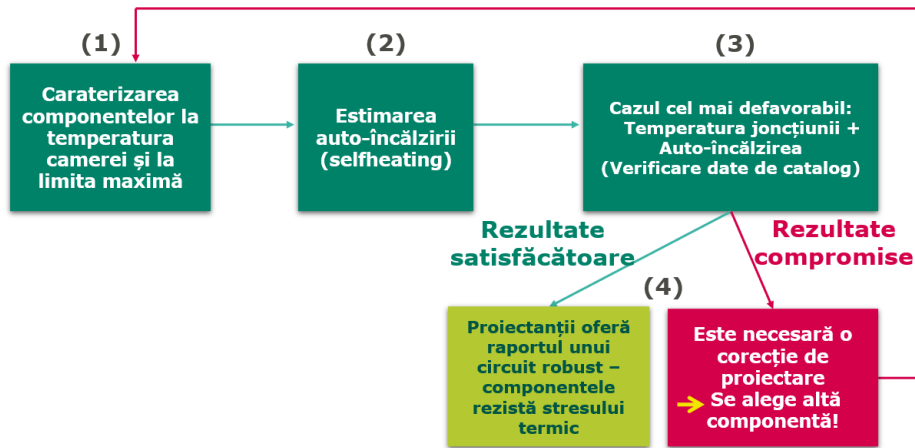 (1)
(2)
(3)
Caraterizarea
componentelor la
temperatura
camerei și la
limita maximă
Estimarea
auto-încălzirii
(selfheating)
Cazul cel mai defavorabil:
Temperatura joncțiunii +
Auto-încălzirea
(Verificare date de catalog)
Rezultate
satisfăcătoare
Rezultate
compromise
(4)
Proiectanții oferă
raportul unui
circuit robust –
componentele
rezistă stresului
termic
Este necesară o
corecție de
proiectare
Se alege altă
componentă!